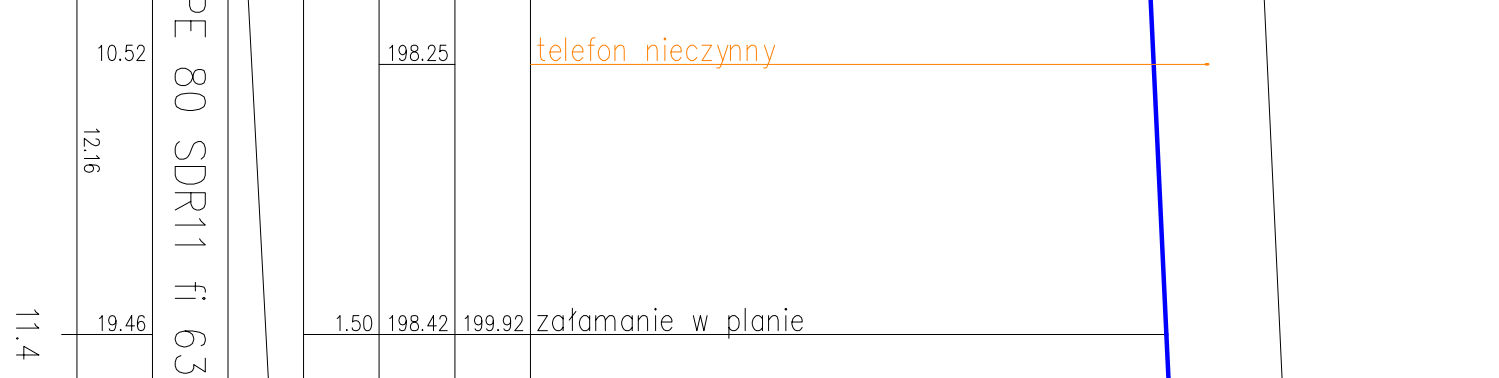 10.52
198.25
telefon nieczynny
12.16
PE 80 SDR11 fi 63
19.46
1.50 198.42 199.92 załamanie w planie
11.4